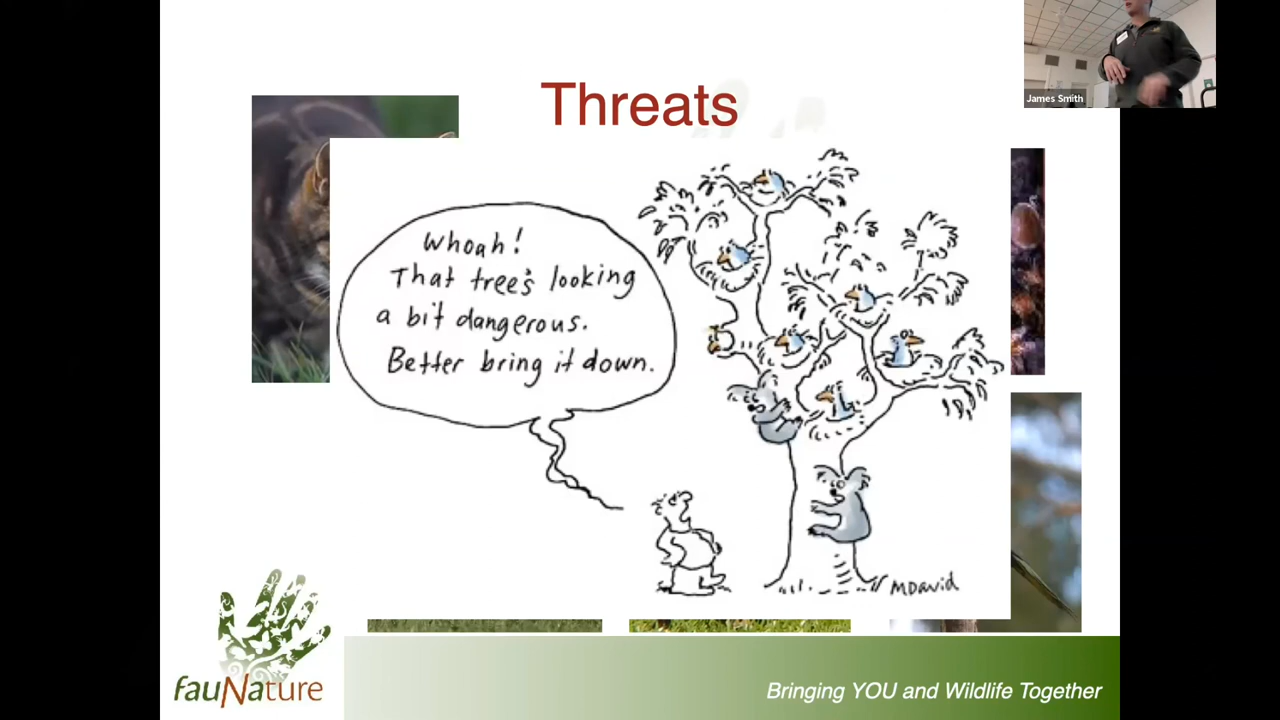 Threats
James Smith
Whoah!
That tree's looking
a bit dangerous.
Better bring it down.
MDavid
fauNature
Bringing YOU and Wildlife Together